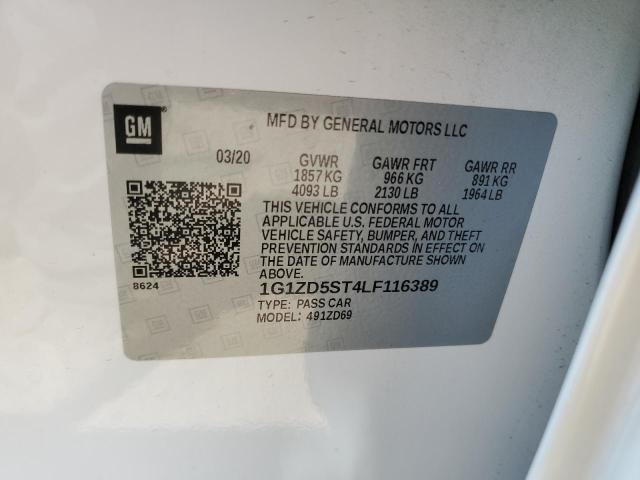 GM
MFD BY GENERAL MOTORS LLC
03/20 GVWR GAWR FRT GAWR RR
1857 KG 966 KG 891 KG
4093 LB 2130 LB 1964 LB
THIS VEHICLE CONFORMS TO ALL
APPLICABLE U.S. FEDERAL MOTOR
VEHICLE SAFETY, BUMPER, AND THEFT
PREVENTION STANDARDS IN EFFECT ON
THE DATE OF MANUFACTURE SHOWN
ABOVE.
8624
1G1ZD5ST4LF116389
TYPE: PASS CAR
MODEL: 491ZD69